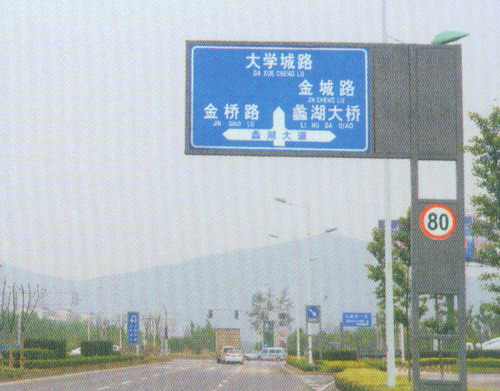 大学城路
DA XUE CHENG LU
金城路
JIN CHENG LU
金桥路
JIN QIAO LU
蠡湖大桥
LI HU DA QIAO
蠡湖大道
80